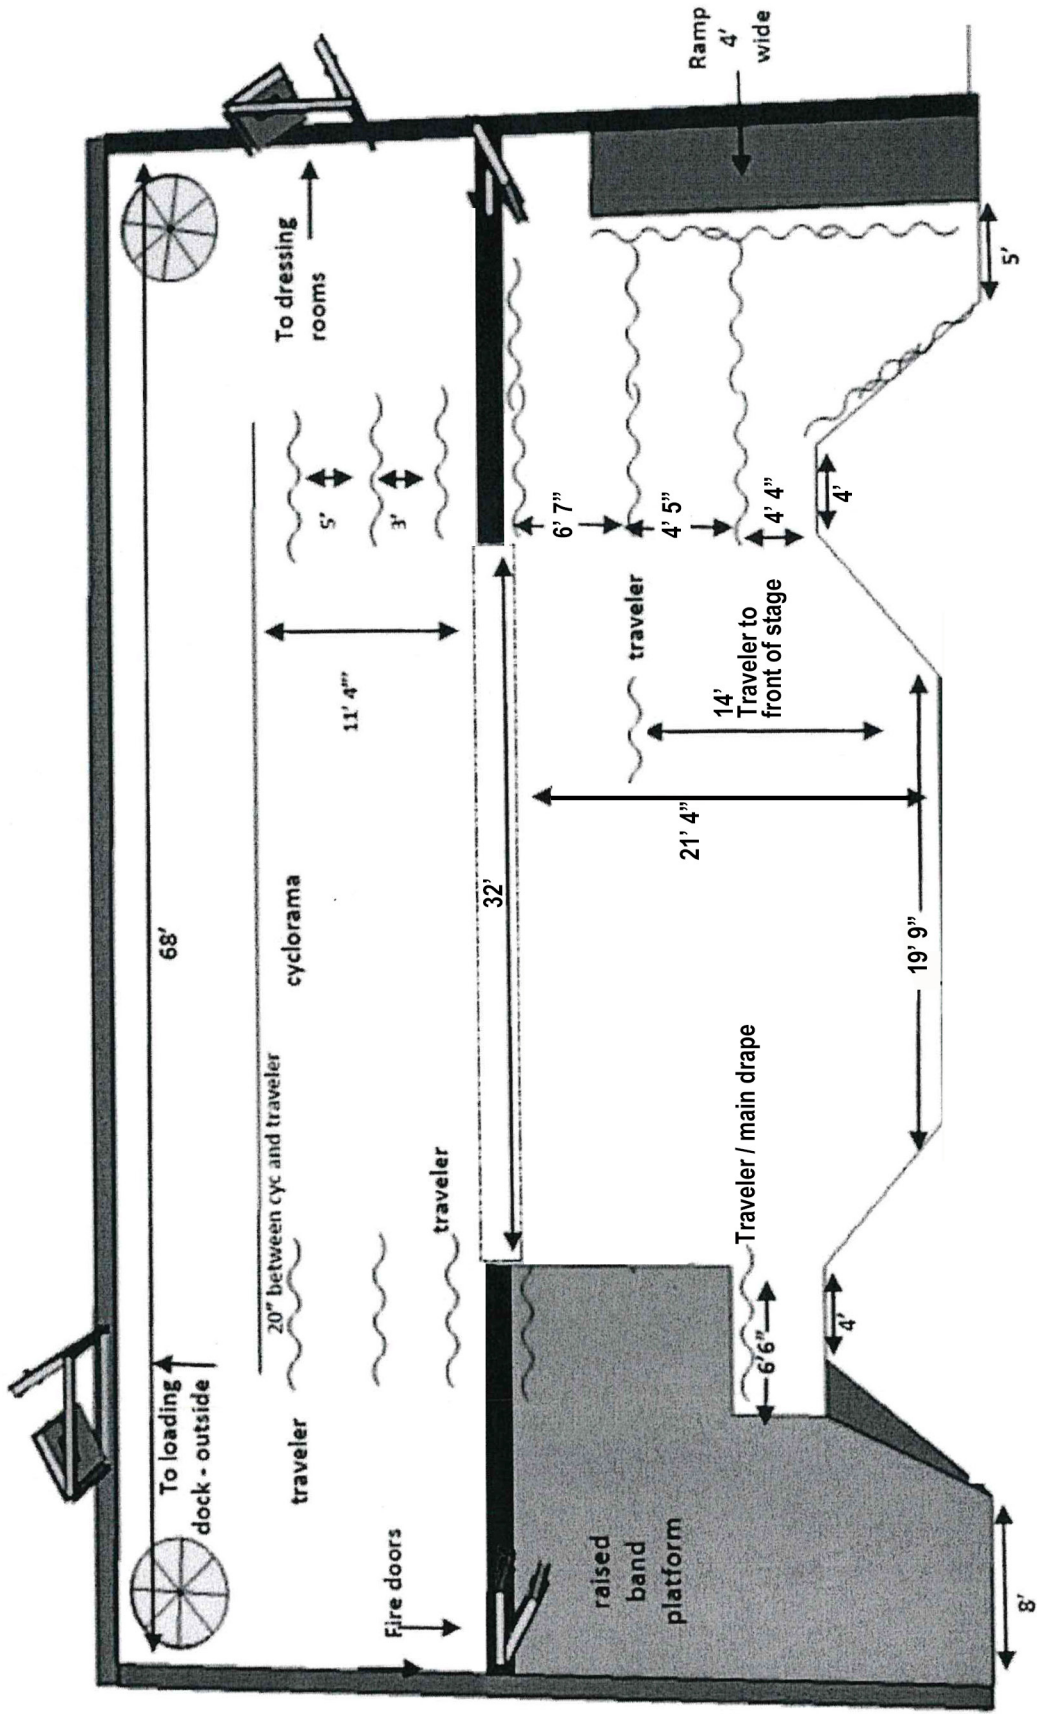 68'
To loading
dock - outside
To dressing
rooms
20" between cyc and traveler
cyclorama
traveler
traveler
5'
3'
11' 4"'
Fire doors
32'
6' 7"
4' 5"
4' 4"
traveler
14'
Traveler to
front of stage
21' 4"
Traveler / main drape
6'6"
raised
band
platform
Ramp
4'
wide
4'
4'
19' 9"
5'
8'